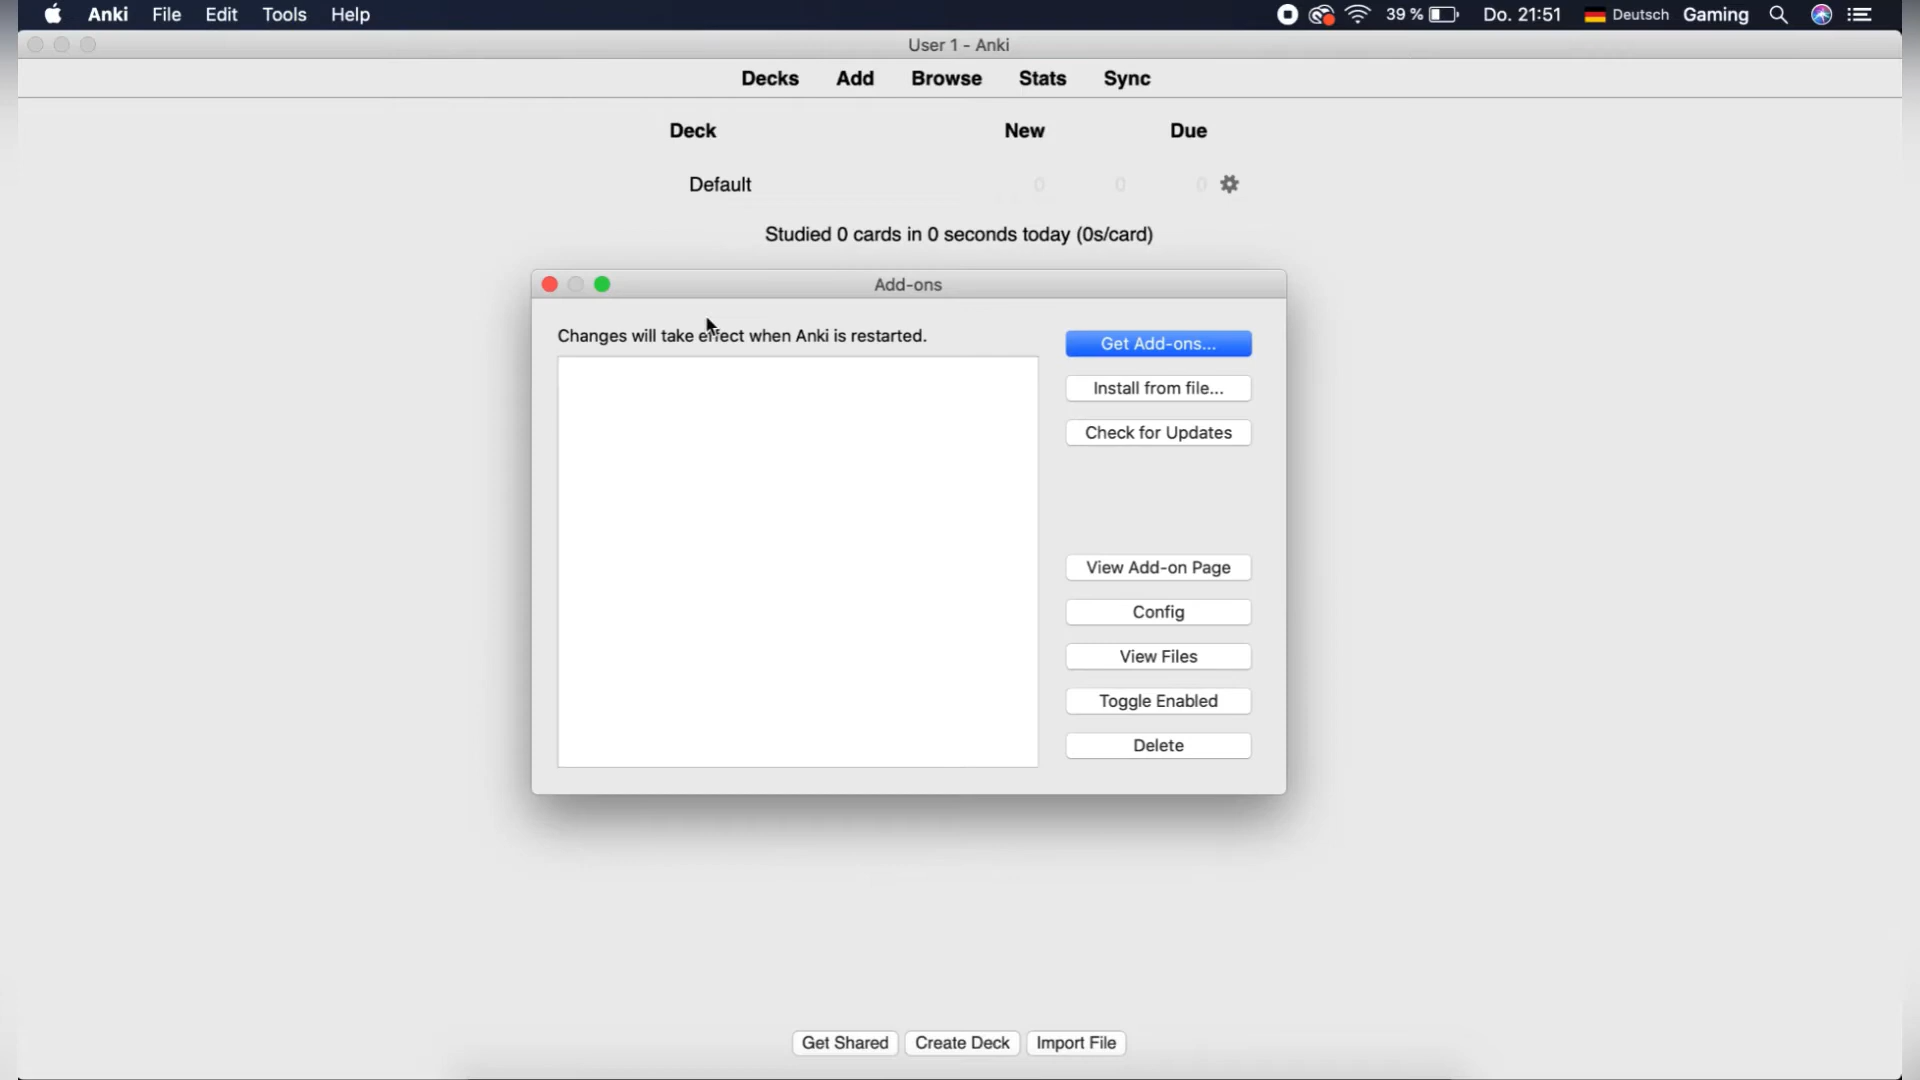 Anki File Edit Tools Help 39 % Do. 21:51 Deutsch Gaming
User 1 - Anki
Decks Add Browse Stats Sync
Deck New Due
Default 0 0 0
Studied 0 cards in 0 seconds today (0s/card)
Add-ons
Changes will take effect when Anki is restarted.
Get Add-ons...
Install from file...
Check for Updates
View Add-on Page
Config
View Files
Toggle Enabled
Delete
Get Shared Create Deck Import File